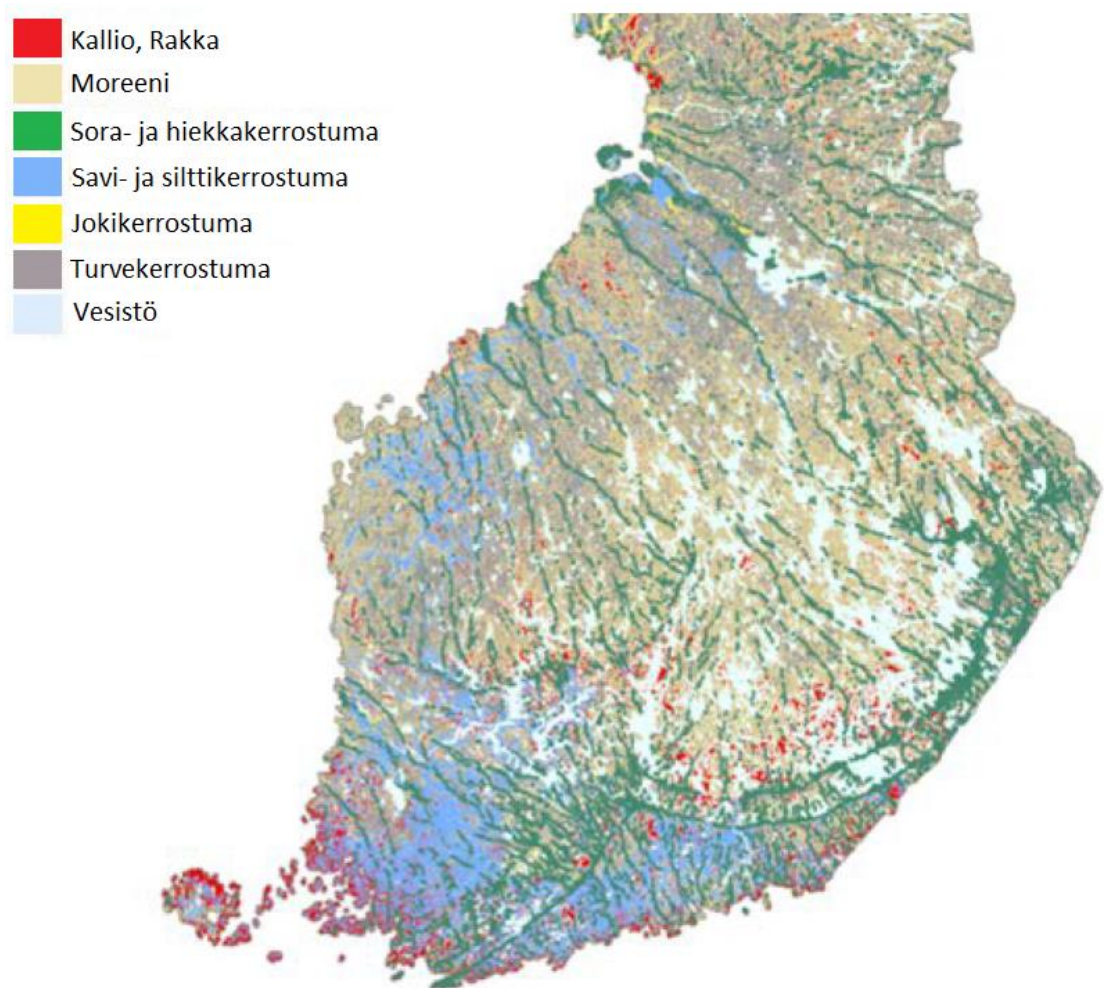 Kallio, Rakka
Moreeni
Sora- ja hiekkakerrostuma
Savi- ja silttikerrostuma
Jokikerrostuma
Turvekerrostuma
Vesistö